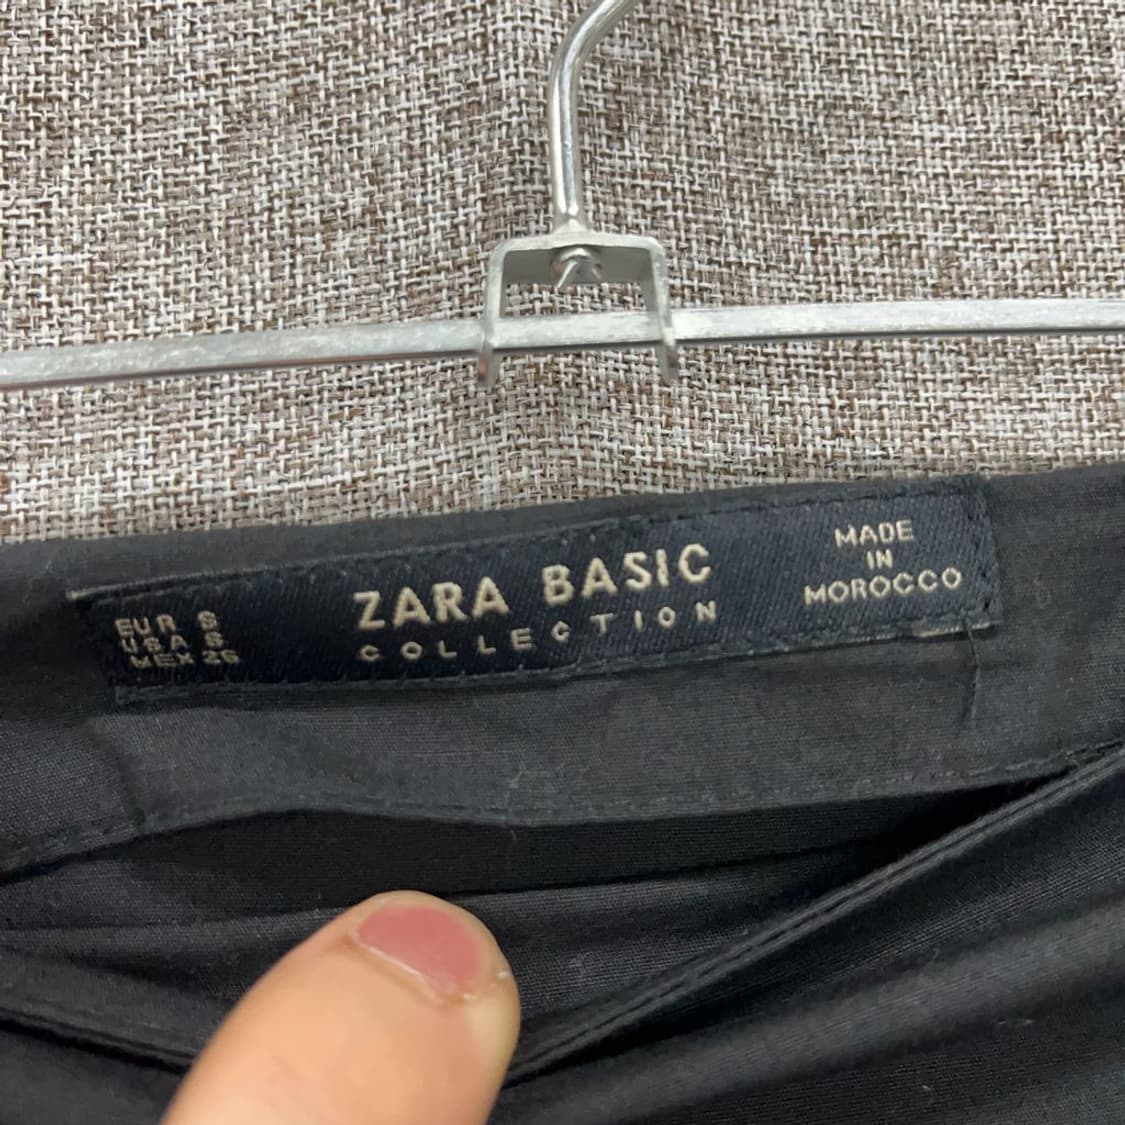 EUR S
USA S
MEX 26
ZARA BASIC
COLLECTION
MADE
IN
MOROCCO